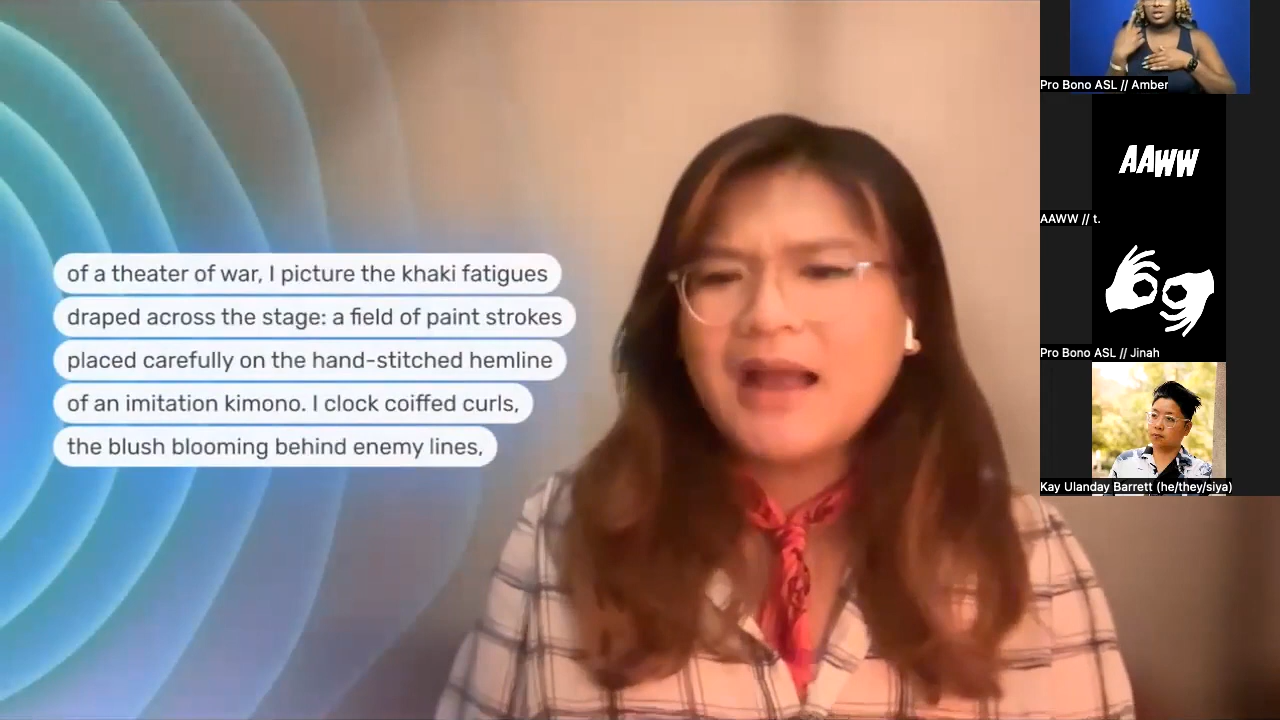 of a theater of war, I picture the khaki fatigues
draped across the stage: a field of paint strokes
placed carefully on the hand-stitched hemline
of an imitation kimono. I clock coiffed curls,
the blush blooming behind enemy lines,
Pro Bono ASL // Amber
AAWW
AAWW // t.
Pro Bono ASL // Jinah
Kay Ulanday Barrett (he/they/siya)